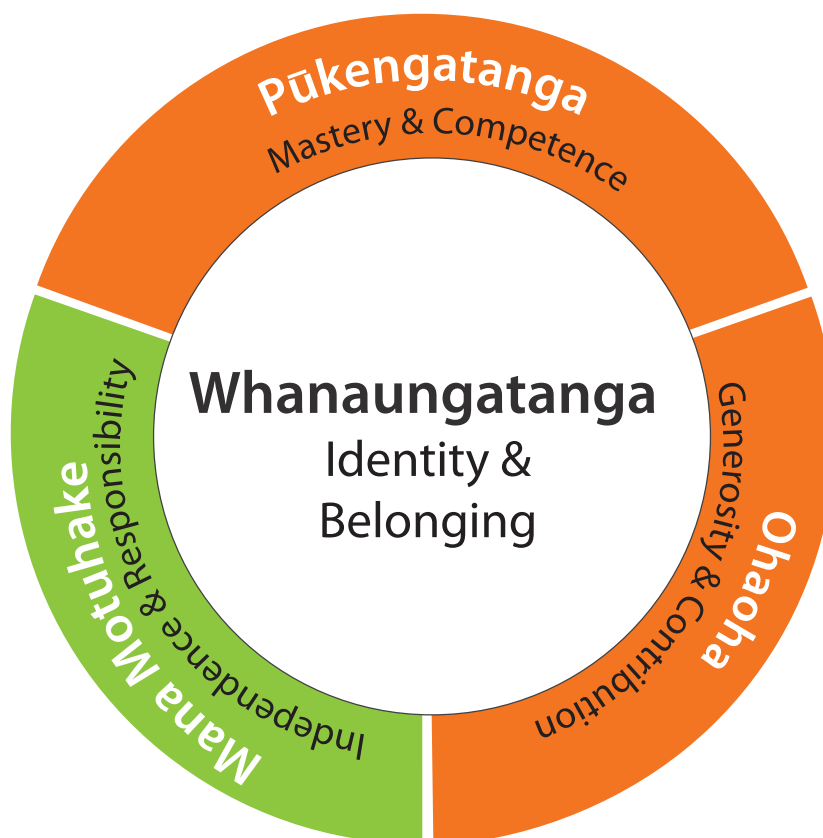 Pūkengatanga
Mastery & Competence
Whanaungatanga
Identity &
Belonging
Ohaoha
Generosity & Contribution
Mana Motuhake
Independence & Responsibility